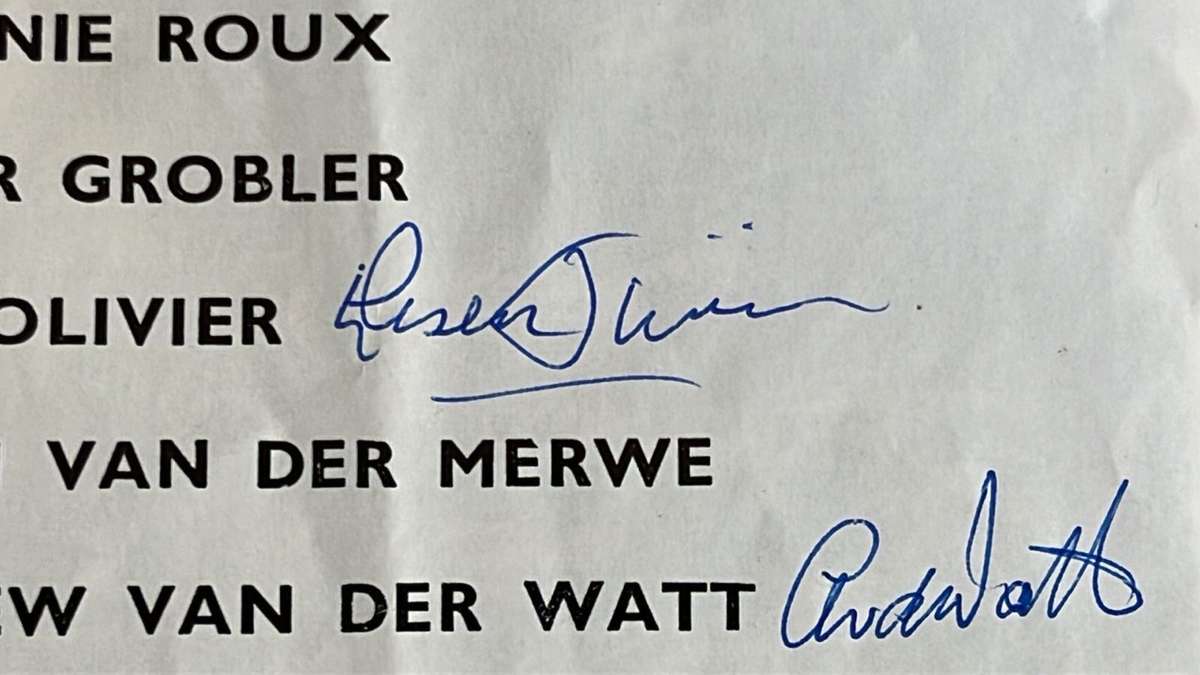 NIE ROUX
R GROBLER
OLIVIER
VAN DER MERWE
EW VAN DER WATT